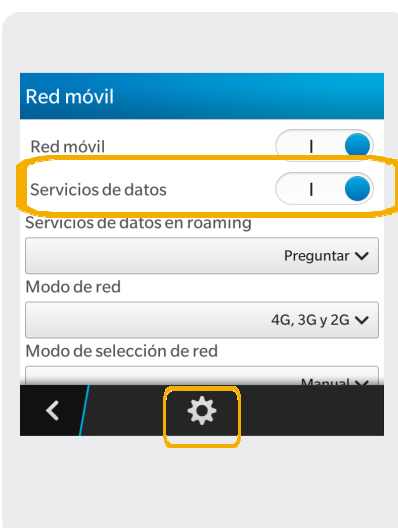 Red móvil
Red móvil
Servicios de datos
Servicios de datos en roaming
Preguntar
Modo de red
4G, 3G y 2G
Modo de selección de red
Manual